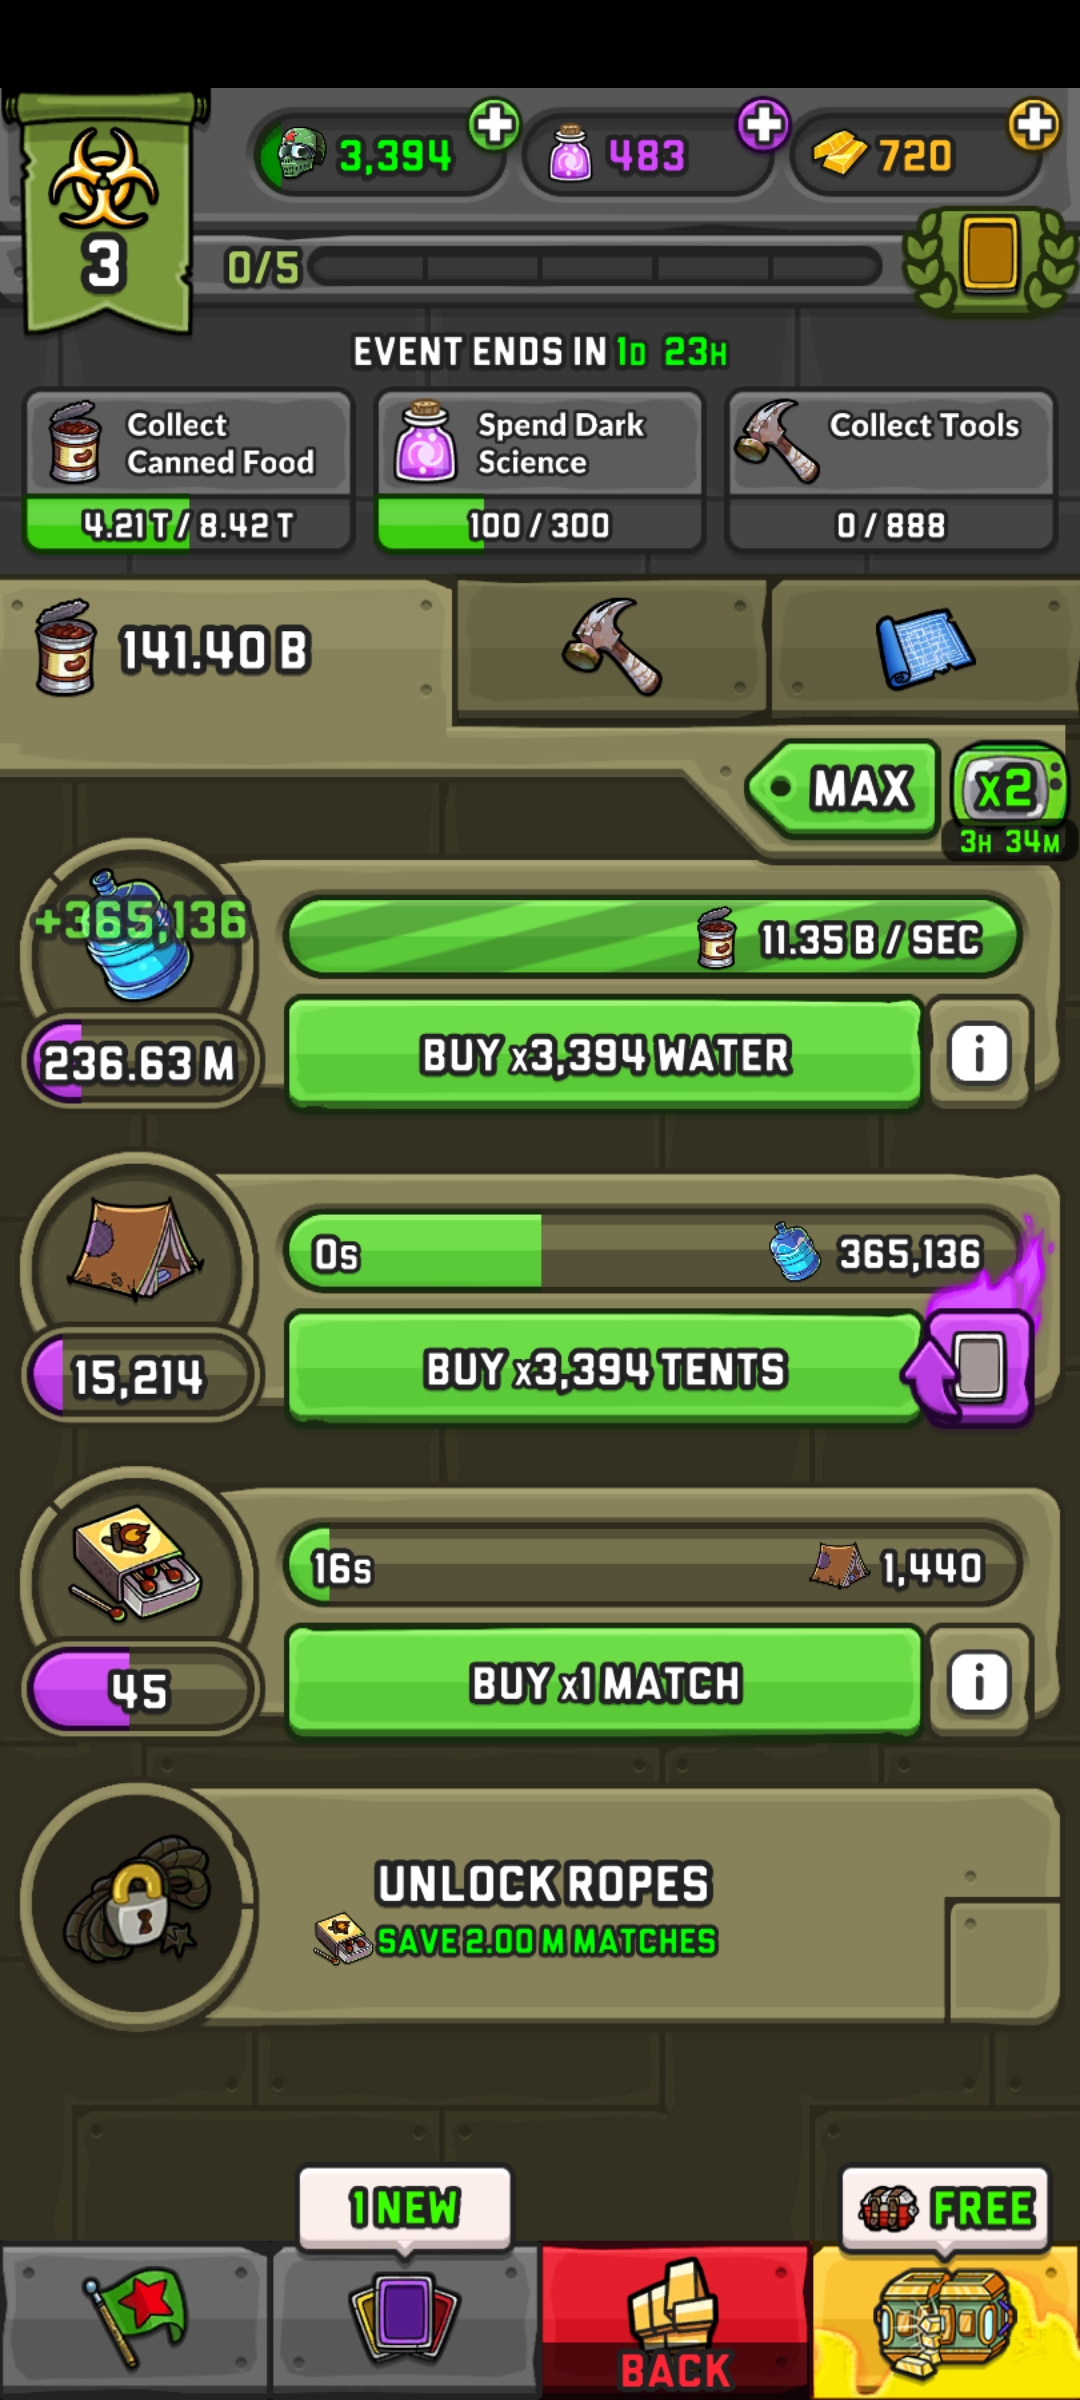 3,394
483
720
3
0/5
EVENT ENDS IN 1D 23H
Collect
Canned Food
4.21 T / 8.42 T
Spend Dark
Science
100 / 300
Collect Tools
0 / 888
141.40 B
MAX
x2
3H 34M
+365,136
11.35 B / SEC
236.63 M
BUY x3,394 WATER
i
0s
365,136
15,214
BUY x3,394 TENTS
16s
1,440
45
BUY x1 MATCH
i
UNLOCK ROPES
SAVE 2.00 M MATCHES
1 NEW
FREE
BACK